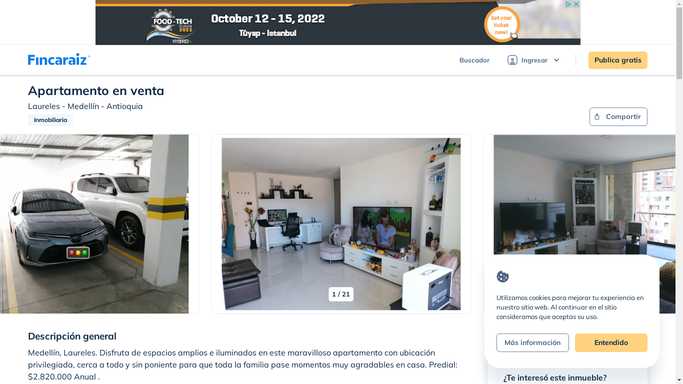 FOOD-TECH
October 12 - 15, 2022
Tüyap - Istanbul
Get your ticket now!
Fincaraiz
Buscador
Ingresar
Publica gratis
Apartamento en venta
Laureles - Medellín - Antioquia
Inmobiliaria
Compartir
1 / 21
Utilizamos cookies para mejorar tu experiencia en
nuestro sitio web. Al continuar en el sitio
consideramos que aceptas su uso.
Más información
Entendido
Descripción general
Medellín, Laureles. Disfruta de espacios amplios e iluminados en este maravilloso apartamento con ubicación
privilegiada, cerca a todo y sin poniente para que toda la familia pase momentos muy agradables en casa. Predial:
$2.820.000 Anual .
¿Te interesó este inmueble?